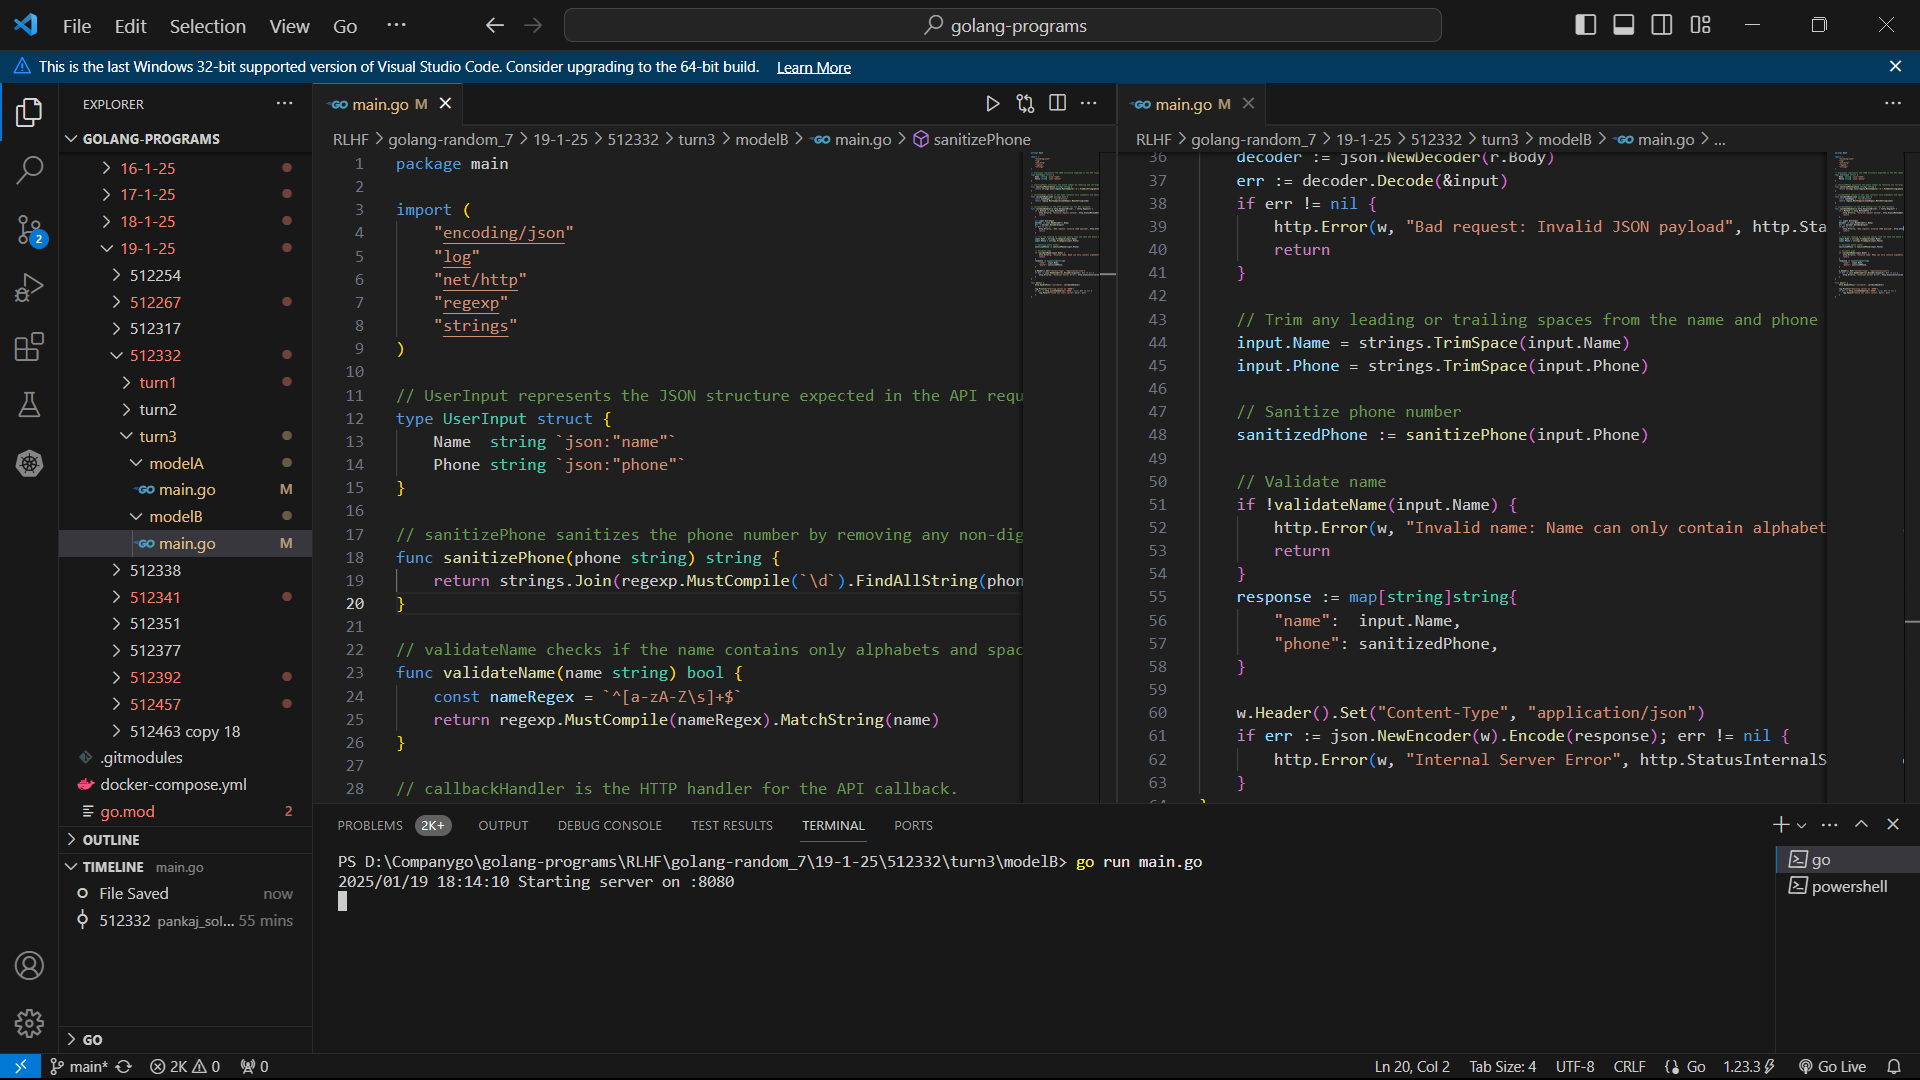 File Edit Selection View Go ···
golang-programs
This is the last Windows 32-bit supported version of Visual Studio Code. Consider upgrading to the 64-bit build. Learn More
EXPLORER
GOLANG-PROGRAMS
16-1-25
17-1-25
18-1-25
19-1-25
512254
512267
512317
512332
turn1
turn2
turn3
modelA
main.go M
modelB
main.go M
512338
512341
512351
512377
512392
512457
512463 copy 18
.gitmodules
docker-compose.yml
go.mod 2
OUTLINE
TIMELINE main.go
File Saved now
512332 pankaj_sol... 55 mins
GO
2
main.go M
RLHF > golang-random_7 > 19-1-25 > 512332 > turn3 > modelB > main.go > sanitizePhone
1 package main
2
3 import (
4 "encoding/json"
5 "log"
6 "net/http"
7 "regexp"
8 "strings"
9 )
10
11 // UserInput represents the JSON structure expected in the API requ
12 type UserInput struct {
13 Name string `json:"name"`
14 Phone string `json:"phone"`
15 }
16
17 // sanitizePhone sanitizes the phone number by removing any non-dig
18 func sanitizePhone(phone string) string {
19 return strings.Join(regexp.MustCompile(`\d`).FindAllString(phon
20 }
21
22 // validateName checks if the name contains only alphabets and spac
23 func validateName(name string) bool {
24 const nameRegex = `^[a-zA-Z\s]+$`
25 return regexp.MustCompile(nameRegex).MatchString(name)
26 }
27
28 // callbackHandler is the HTTP handler for the API callback.
main.go M
RLHF > golang-random_7 > 19-1-25 > 512332 > turn3 > modelB > main.go > ...
36 decoder := json.NewDecoder(r.Body)
37 err := decoder.Decode(&input)
38 if err != nil {
39 http.Error(w, "Bad request: Invalid JSON payload", http.Sta
40 return
41 }
42
43 // Trim any leading or trailing spaces from the name and phone
44 input.Name = strings.TrimSpace(input.Name)
45 input.Phone = strings.TrimSpace(input.Phone)
46
47 // Sanitize phone number
48 sanitizedPhone := sanitizePhone(input.Phone)
49
50 // Validate name
51 if !validateName(input.Name) {
52 http.Error(w, "Invalid name: Name can only contain alphabet
53 return
54 }
55 response := map[string]string{
56 "name": input.Name,
57 "phone": sanitizedPhone,
58 }
59
60 w.Header().Set("Content-Type", "application/json")
61 if err := json.NewEncoder(w).Encode(response); err != nil {
62 http.Error(w, "Internal Server Error", http.StatusInternalS
63 }
PROBLEMS 2K+ OUTPUT DEBUG CONSOLE TEST RESULTS TERMINAL PORTS
PS D:\Companygo\golang-programs\RLHF\golang-random_7\19-1-25\512332\turn3\modelB> go run main.go
2025/01/19 18:14:10 Starting server on :8080
go
powershell
main* 2K 0 0 Ln 20, Col 2 Tab Size: 4 UTF-8 CRLF Go 1.23.3 Go Live